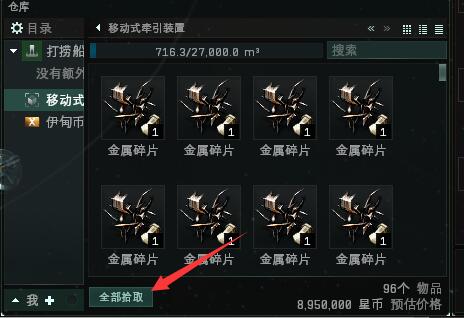 仓库
目录
移动式牵引装置
打捞船
716.3/27,000.0 m³
搜索
没有额外
移动式
伊甸币
1
1
1
1
金属碎片
金属碎片
金属碎片
金属碎片
1
1
1
1
金属碎片
金属碎片
金属碎片
金属碎片
我
全部拾取
96个 物品
8,950,000 星币 预估价格